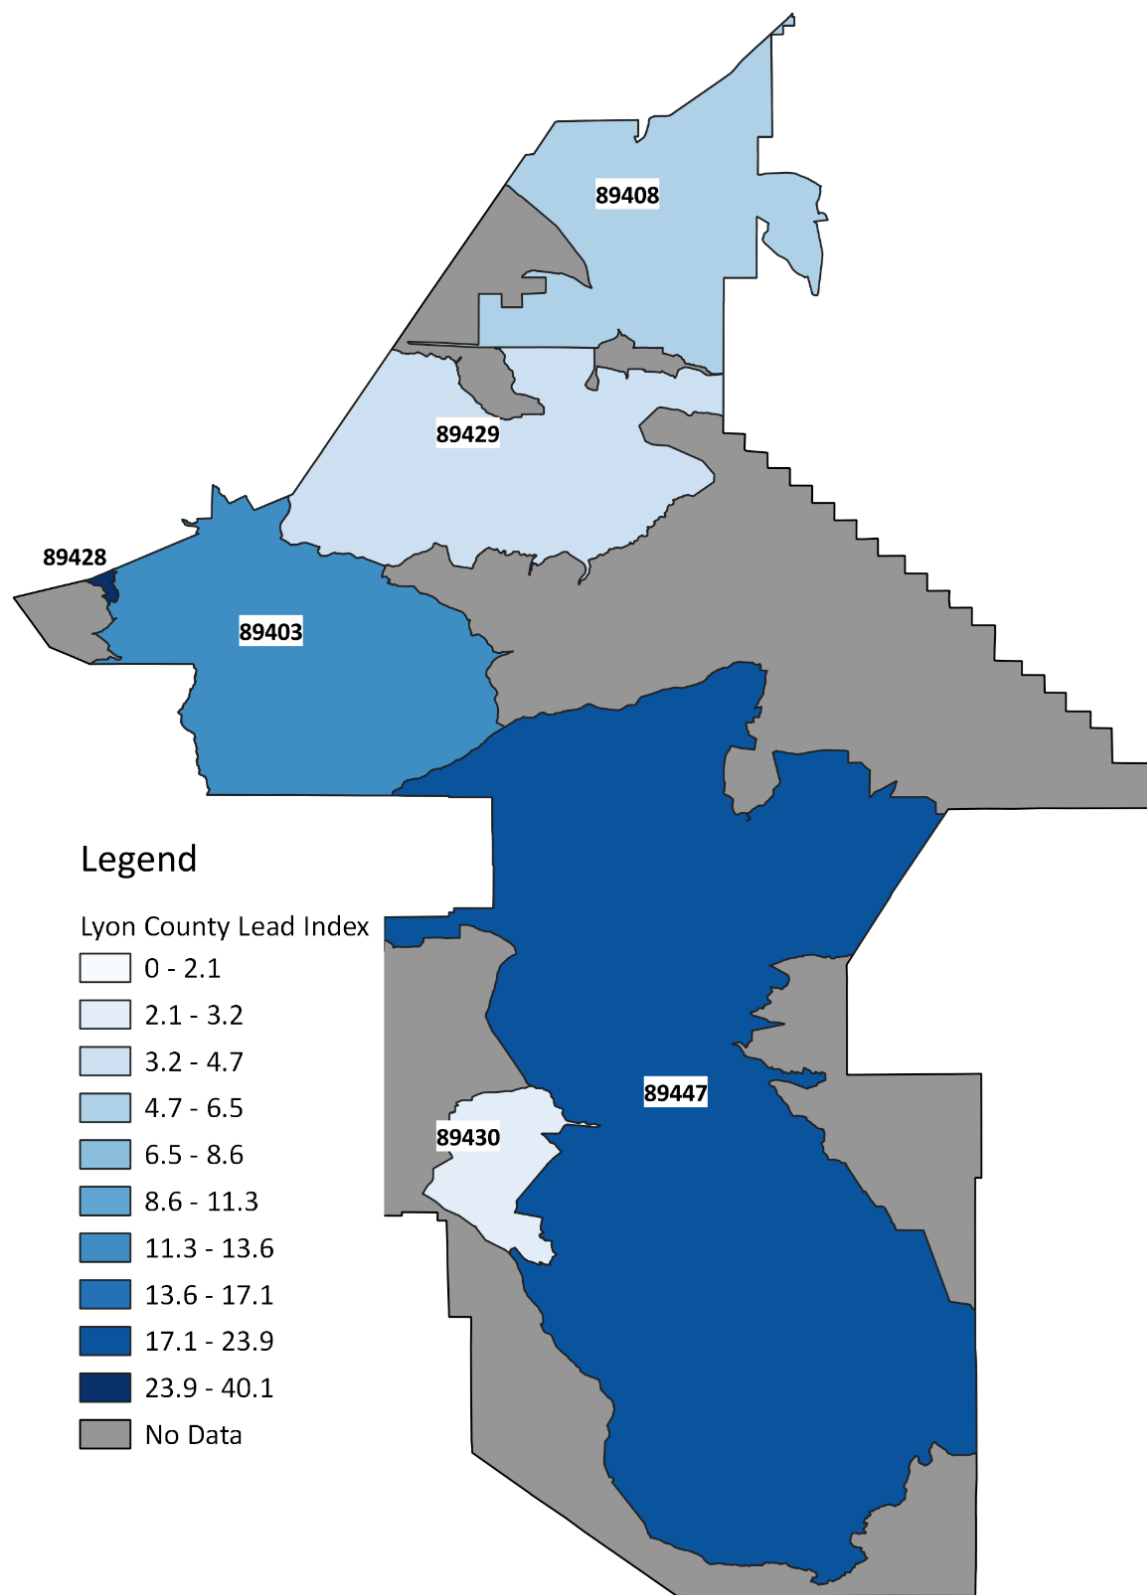 89408
89429
89428
89403
Legend
Lyon County Lead Index
0 - 2.1
2.1 - 3.2
3.2 - 4.7
4.7 - 6.5
6.5 - 8.6
8.6 - 11.3
11.3 - 13.6
13.6 - 17.1
17.1 - 23.9
23.9 - 40.1
No Data
89447
89430